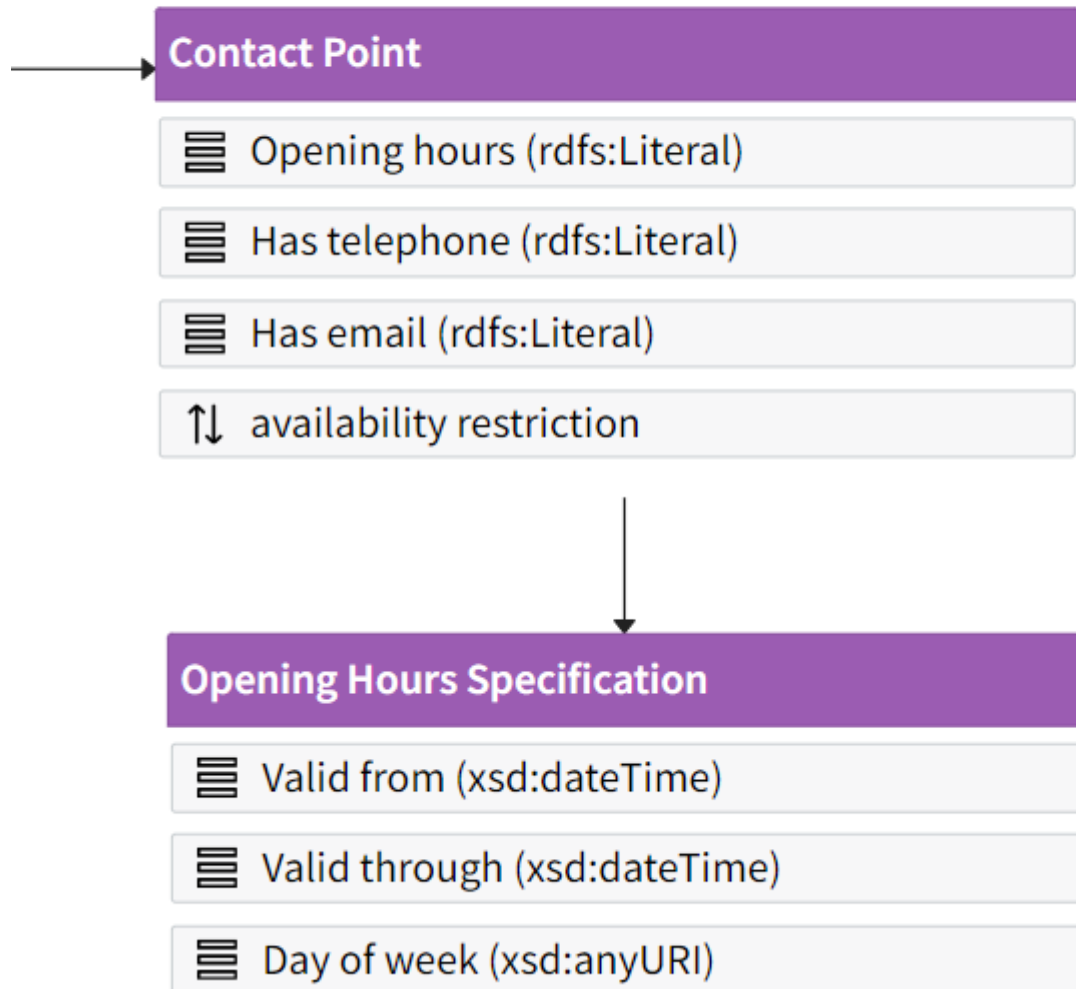 Contact Point
Opening hours (rdfs:Literal)
Has telephone (rdfs:Literal)
Has email (rdfs:Literal)
availability restriction
Opening Hours Specification
Valid from (xsd:dateTime)
Valid through (xsd:dateTime)
Day of week (xsd:anyURI)